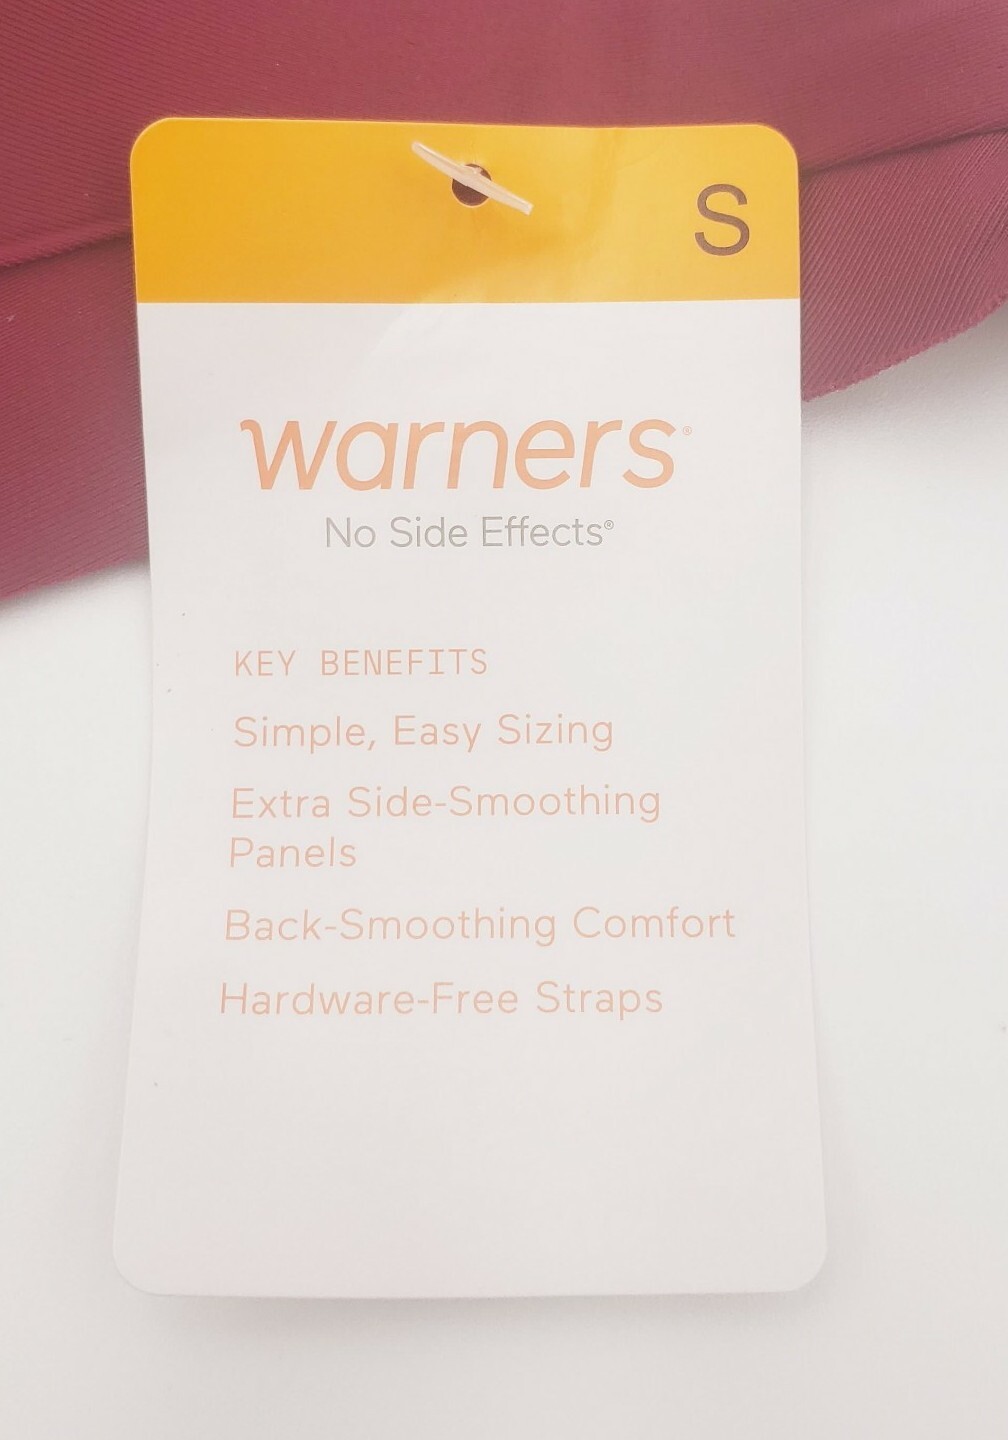 S
warners®
No Side Effects®
KEY BENEFITS
Simple, Easy Sizing
Extra Side-Smoothing
Panels
Back-Smoothing Comfort
Hardware-Free Straps